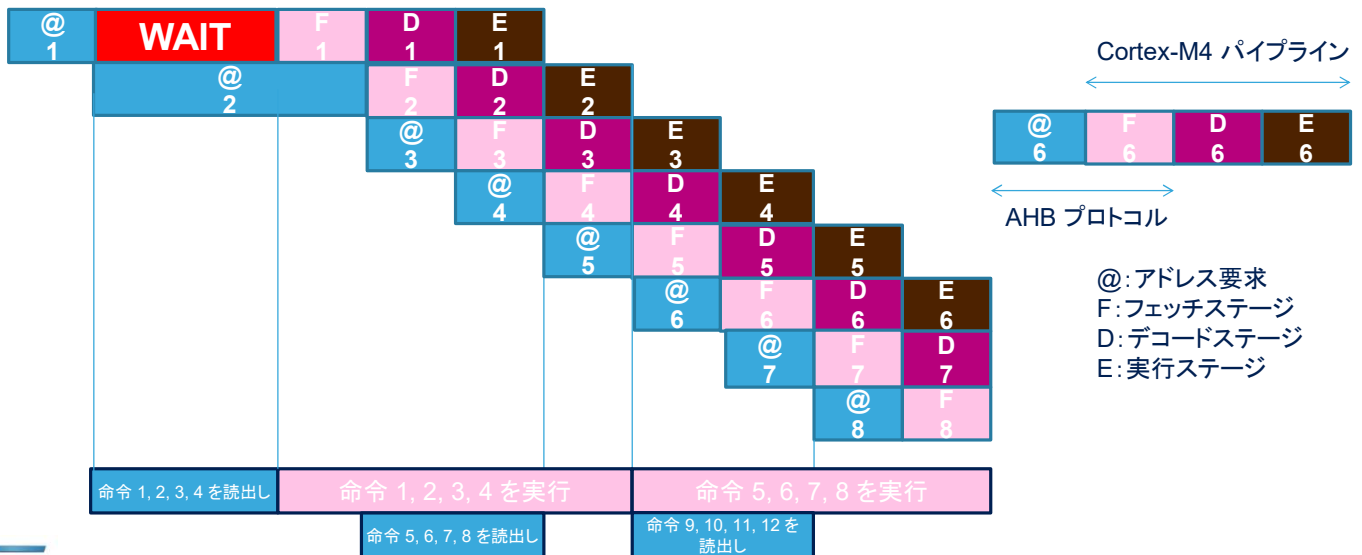 @
1
WAIT
F
1
D
1
E
1
@
2
F
2
D
2
E
2
@
3
F
3
D
3
E
3
@
4
F
4
D
4
E
4
@
5
F
5
D
5
E
5
@
6
F
6
D
6
E
6
@
7
F
7
D
7
@
8
F
8
Cortex-M4 パイプライン
@
6
F
6
D
6
E
6
AHB プロトコル
@：アドレス要求
F：フェッチステージ
D：デコードステージ
E：実行ステージ
命令 1, 2, 3, 4 を読出し
命令 1, 2, 3, 4 を実行
命令 5, 6, 7, 8 を実行
命令 5, 6, 7, 8 を読出し
命令 9, 10, 11, 12 を
読出し